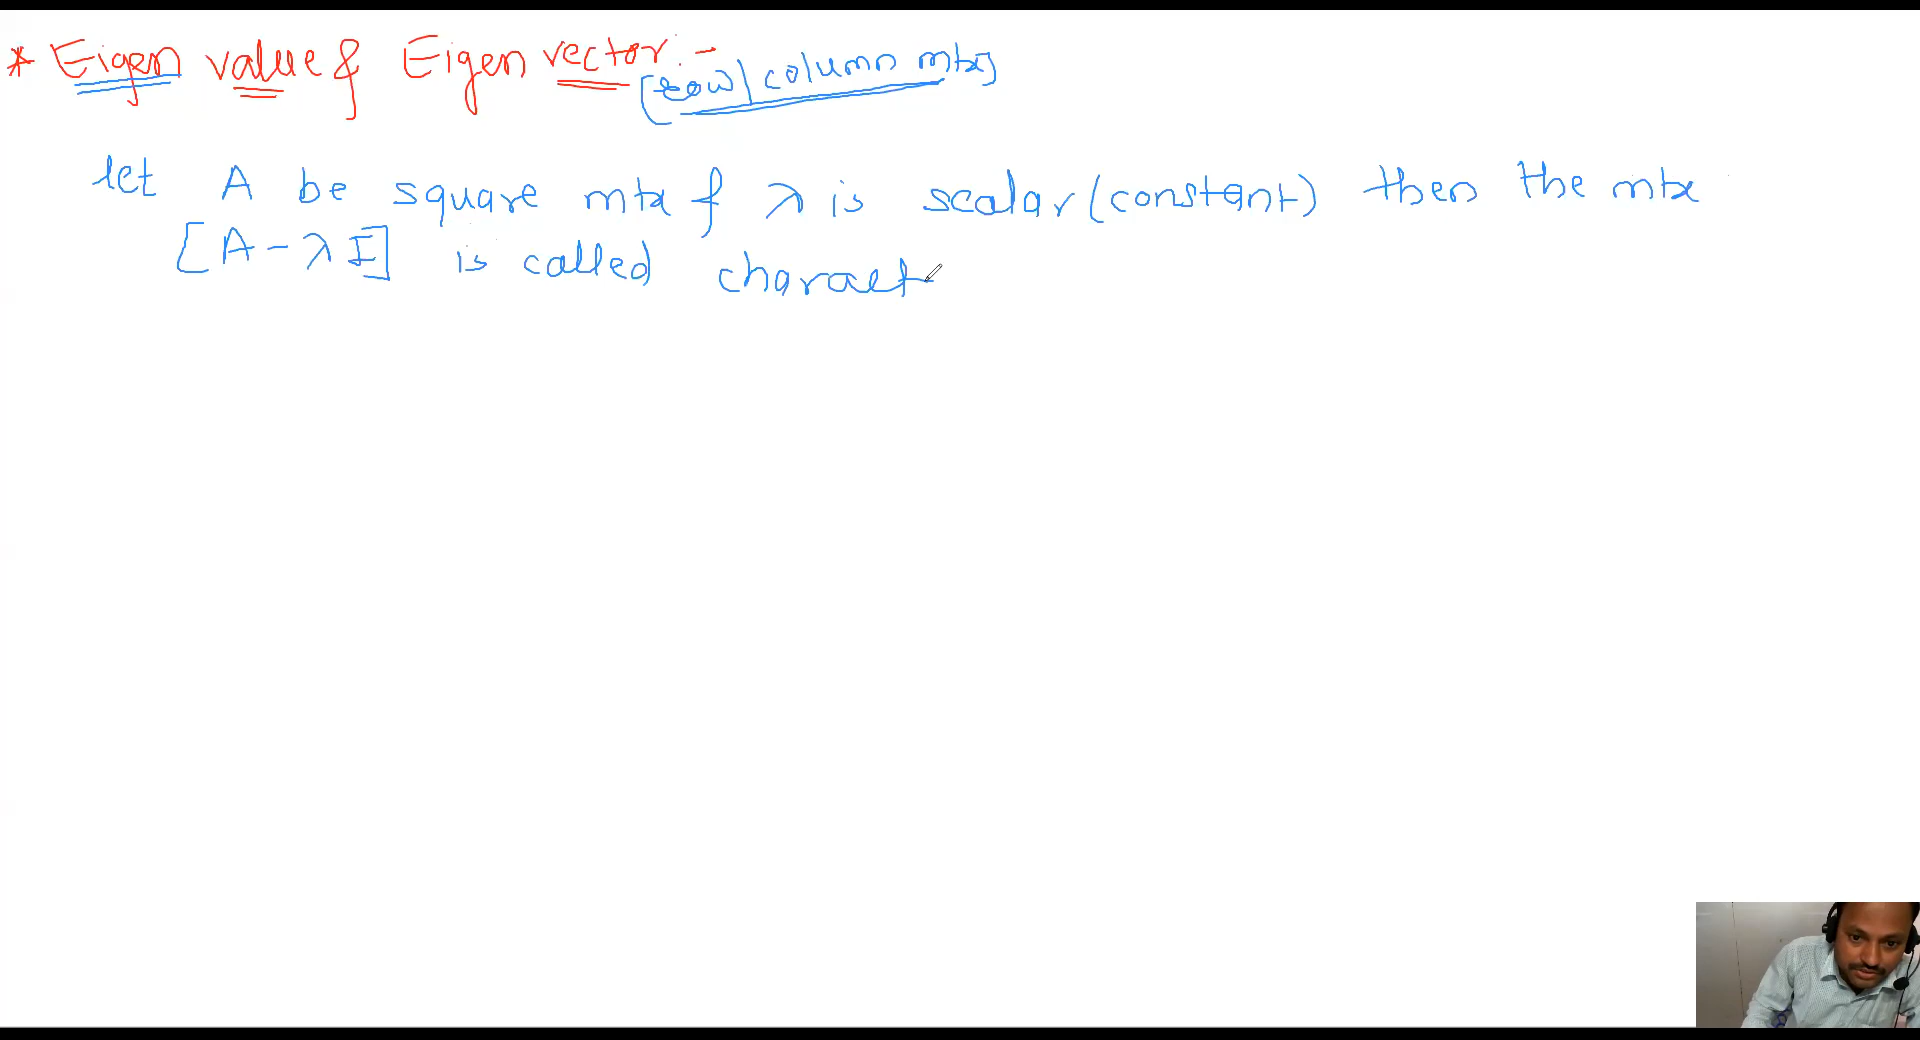 * Eigen value & Eigen vector :-
[row/column mtx]
let A be square mtx & λ is scalar (constant) then the mtx
[A - λI] is called charact